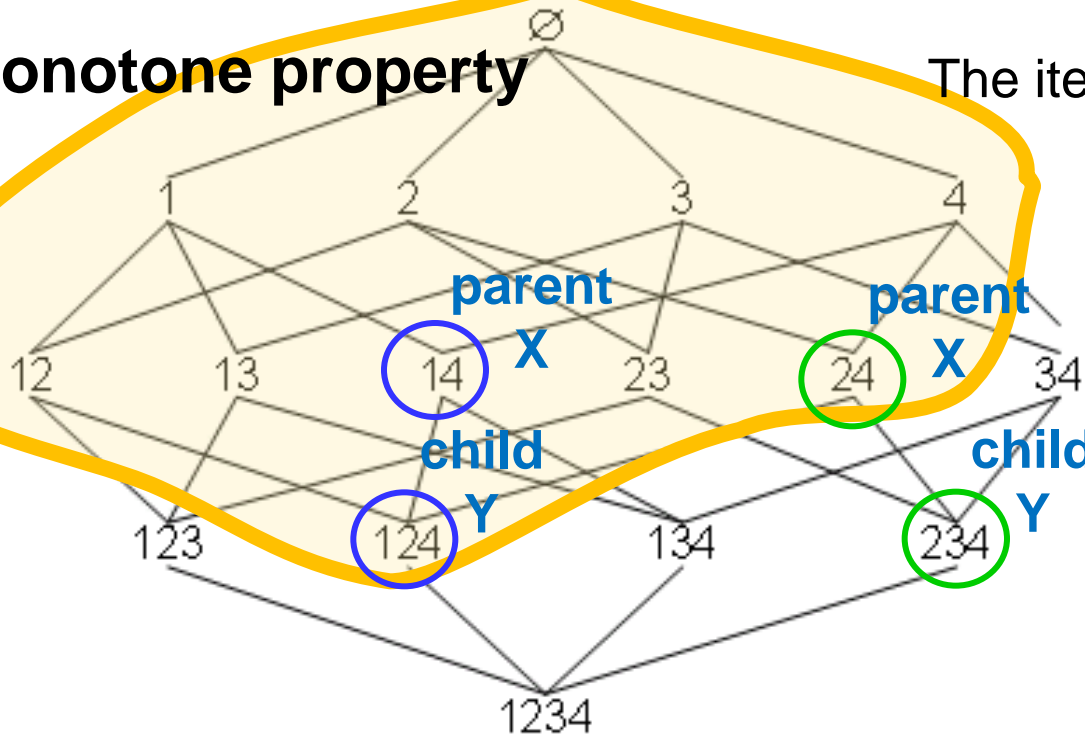 ∅
onotone property
The ite
1 2 3 4
parent
X
parent
X
12 13 14 23 24 34
child
Y
child
Y
123 124 134 234
1234